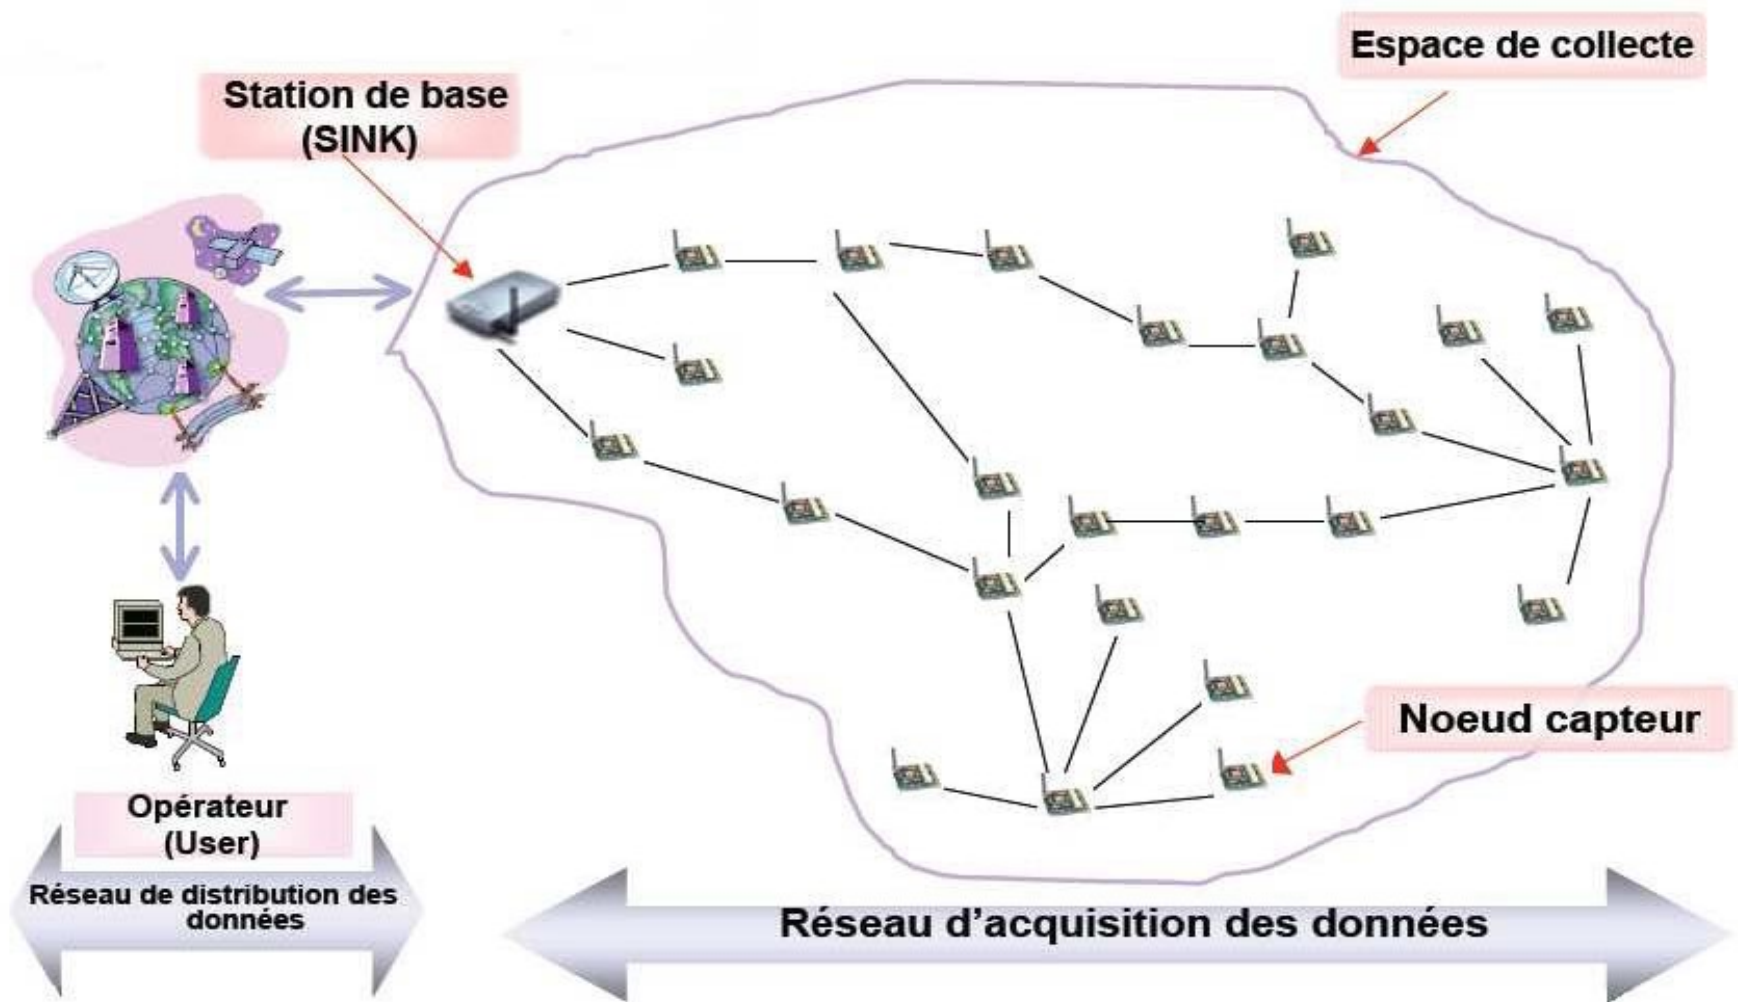 Espace de collecte
Station de base
(SINK)
Noeud capteur
Opérateur
(User)
Réseau de distribution des
données
Réseau d’acquisition des données